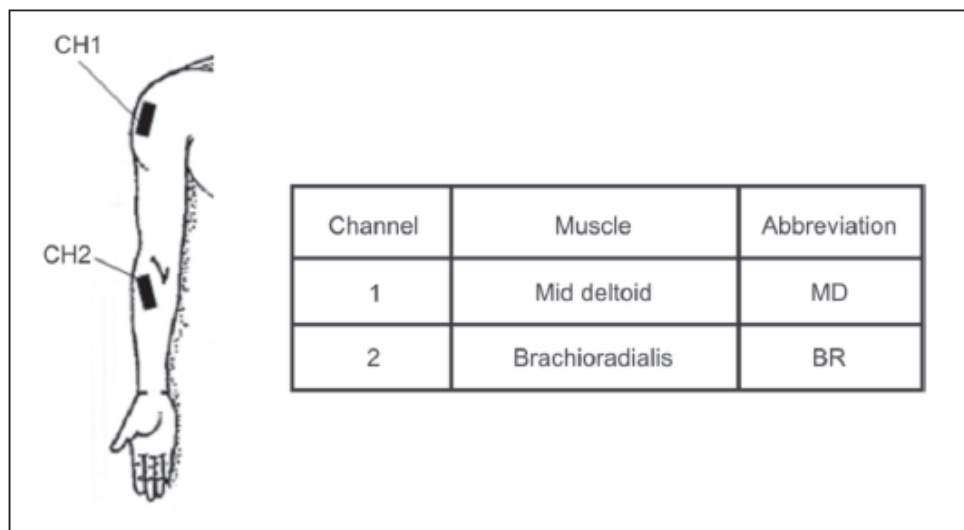 CH1
CH2
Channel Muscle Abbreviation
1 Mid deltoid MD
2 Brachioradialis BR